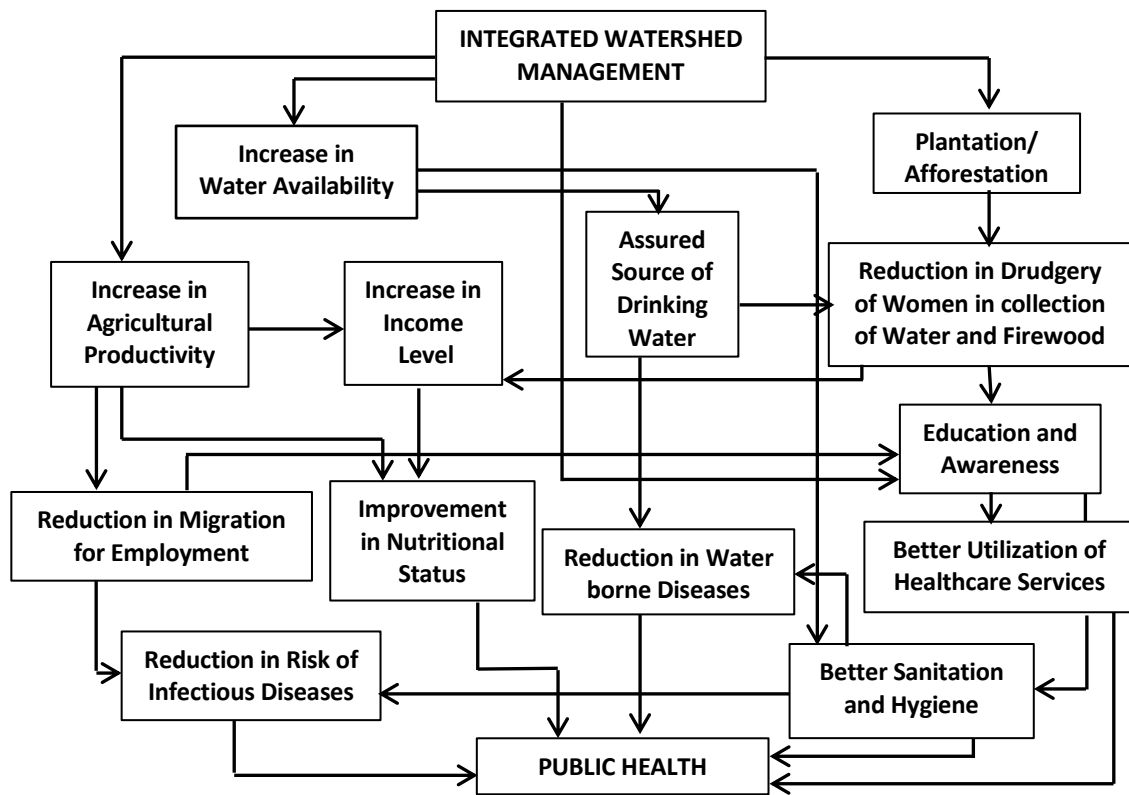 INTEGRATED WATERSHED
MANAGEMENT
Increase in
Water Availability
Plantation/
Afforestation
Assured
Source of
Drinking
Water
Reduction in Drudgery
of Women in collection
of Water and Firewood
Increase in
Agricultural
Productivity
Increase in
Income
Level
Education and
Awareness
Reduction in Migration
for Employment
Improvement
in Nutritional
Status
Reduction in Water
borne Diseases
Better Utilization of
Healthcare Services
Reduction in Risk of
Infectious Diseases
Better Sanitation
and Hygiene
PUBLIC HEALTH